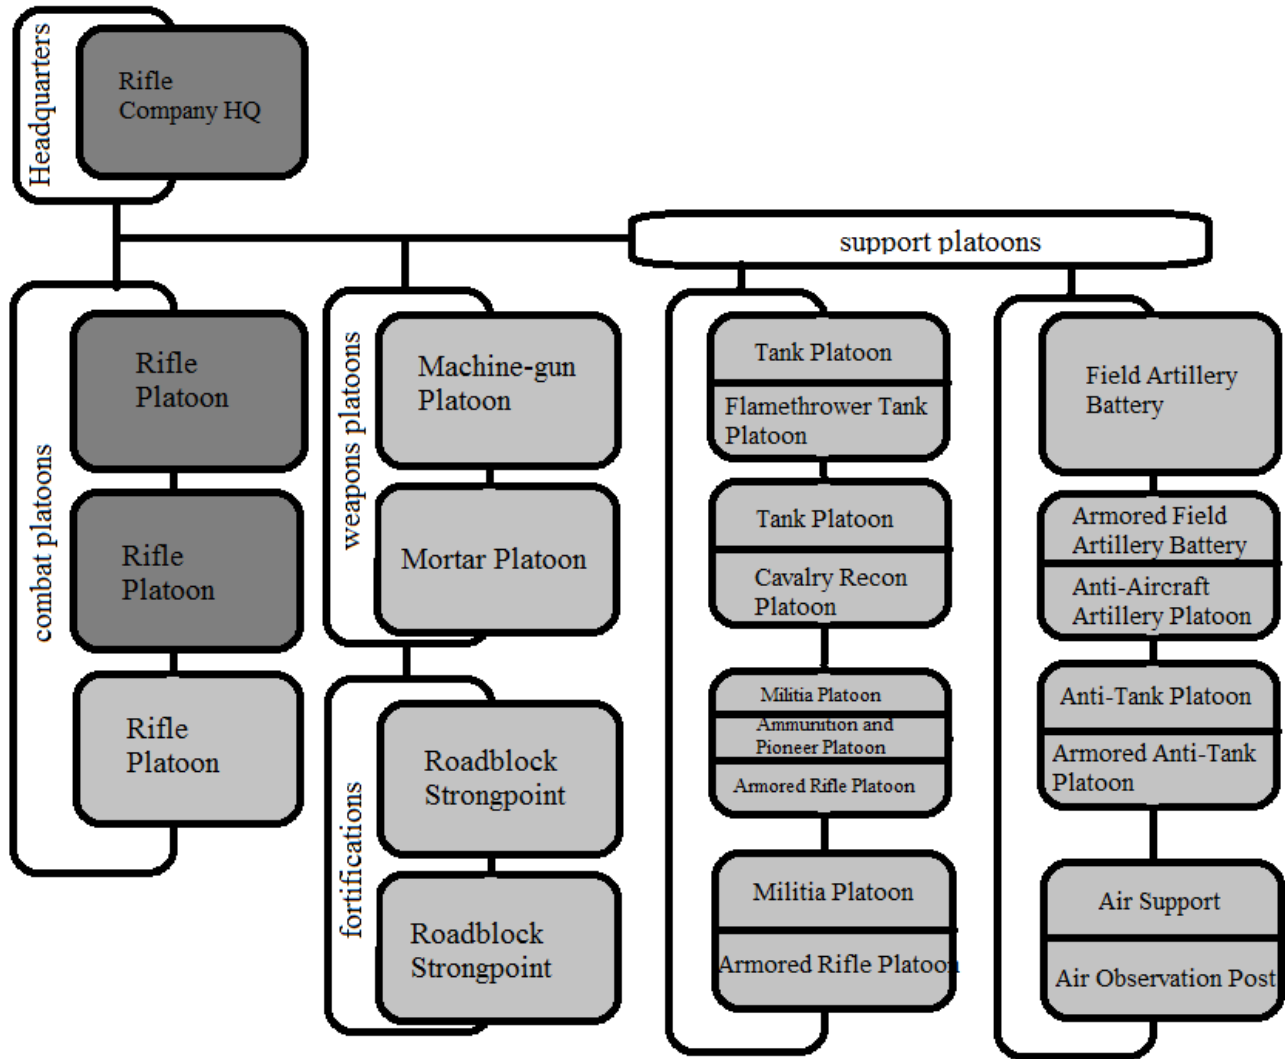 Headquarters
Rifle
Company HQ
support platoons
combat platoons
Rifle
Platoon
Rifle
Platoon
Rifle
Platoon
weapons platoons
Machine-gun
Platoon
Mortar Platoon
fortifications
Roadblock
Strongpoint
Roadblock
Strongpoint
Tank Platoon
Flamethrower Tank
Platoon
Tank Platoon
Cavalry Recon
Platoon
Militia Platoon
Ammunition and
Pioneer Platoon
Armored Rifle Platoon
Militia Platoon
Armored Rifle Platoon
Field Artillery
Battery
Armored Field
Artillery Battery
Anti-Aircraft
Artillery Platoon
Anti-Tank Platoon
Armored Anti-Tank
Platoon
Air Support
Air Observation Post